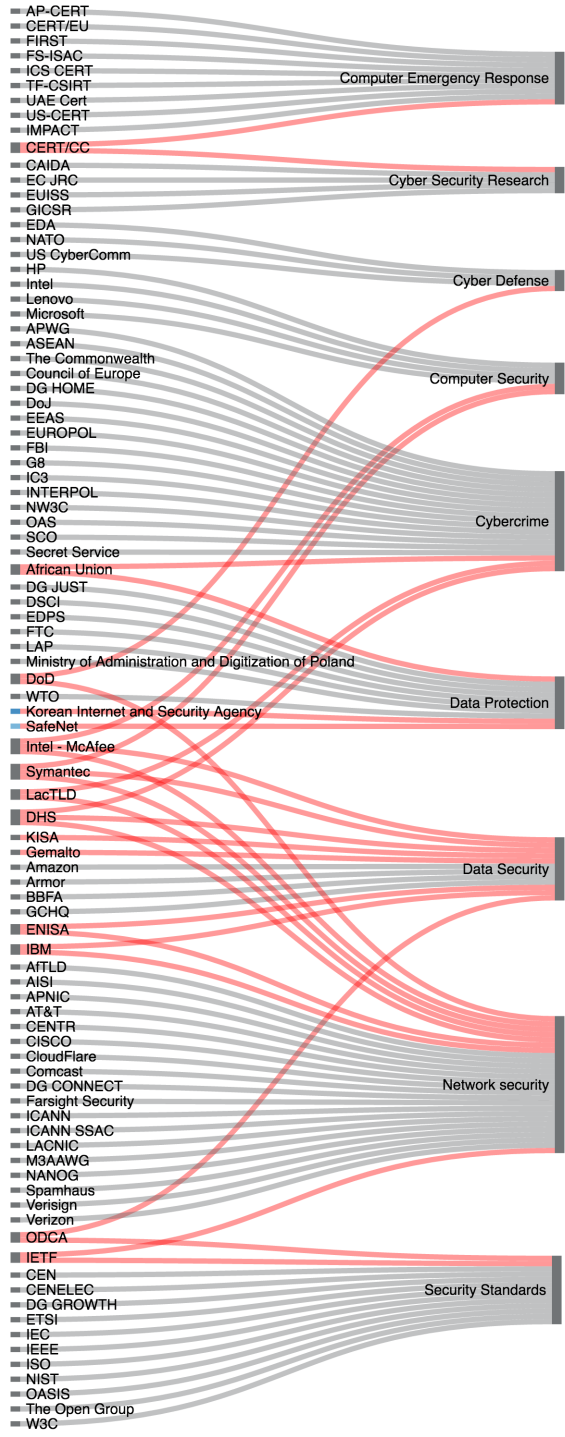 AP-CERT
CERT/EU
FIRST
FS-ISAC
ICS CERT
TF-CSIRT
UAE Cert
US-CERT
IMPACT
CERT/CC
CAIDA
EC JRC
EUISS
GICSR
EDA
NATO
US CyberComm
HP
Intel
Lenovo
Microsoft
APWG
ASEAN
The Commonwealth
Council of Europe
DG HOME
DoJ
EEAS
EUROPOL
FBI
G8
IC3
INTERPOL
NW3C
OAS
SCO
Secret Service
African Union
DG JUST
DSCI
EDPS
FTC
LAP
Ministry of Administration and Digitization of Poland
DoD
WTO
Korean Internet and Security Agency
SafeNet
Intel - McAfee
Symantec
LacTLD
DHS
KISA
Gemalto
Amazon
Armor
BBFA
GCHQ
ENISA
IBM
AfTLD
AISI
APNIC
AT&T
CENTR
CISCO
CloudFlare
Comcast
DG CONNECT
Farsight Security
ICANN
ICANN SSAC
LACNIC
M3AAWG
NANOG
Spamhaus
Verisign
Verizon
ODCA
IETF
CEN
CENELEC
DG GROWTH
ETSI
IEC
IEEE
ISO
NIST
OASIS
The Open Group
W3C
Computer Emergency Response
Cyber Security Research
Cyber Defense
Computer Security
Cybercrime
Data Protection
Data Security
Network security
Security Standards